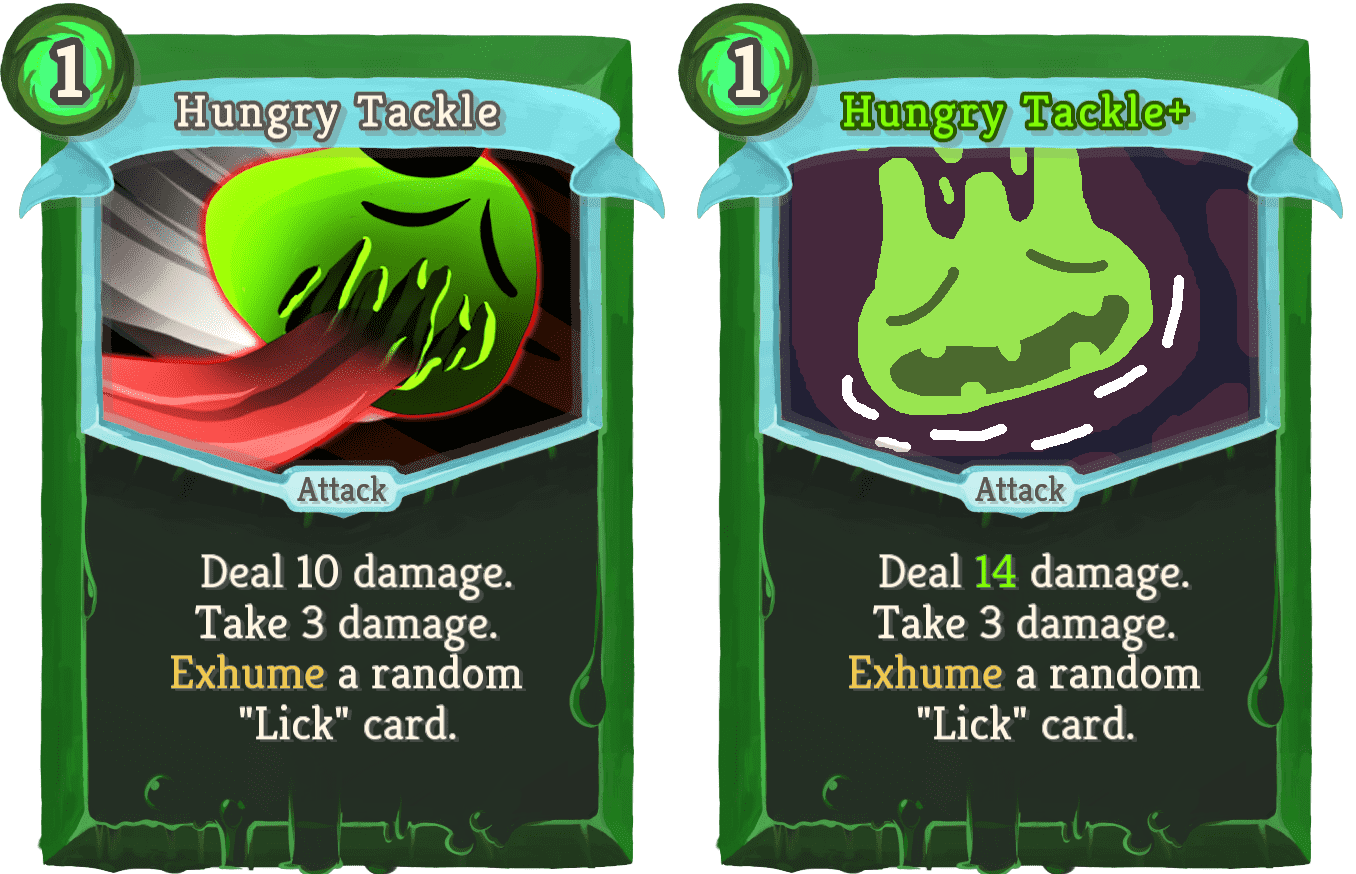 1
Hungry Tackle
Attack
Deal 10 damage.
Take 3 damage.
Exhume a random
"Lick" card.
1
Hungry Tackle+
Attack
Deal 14 damage.
Take 3 damage.
Exhume a random
"Lick" card.